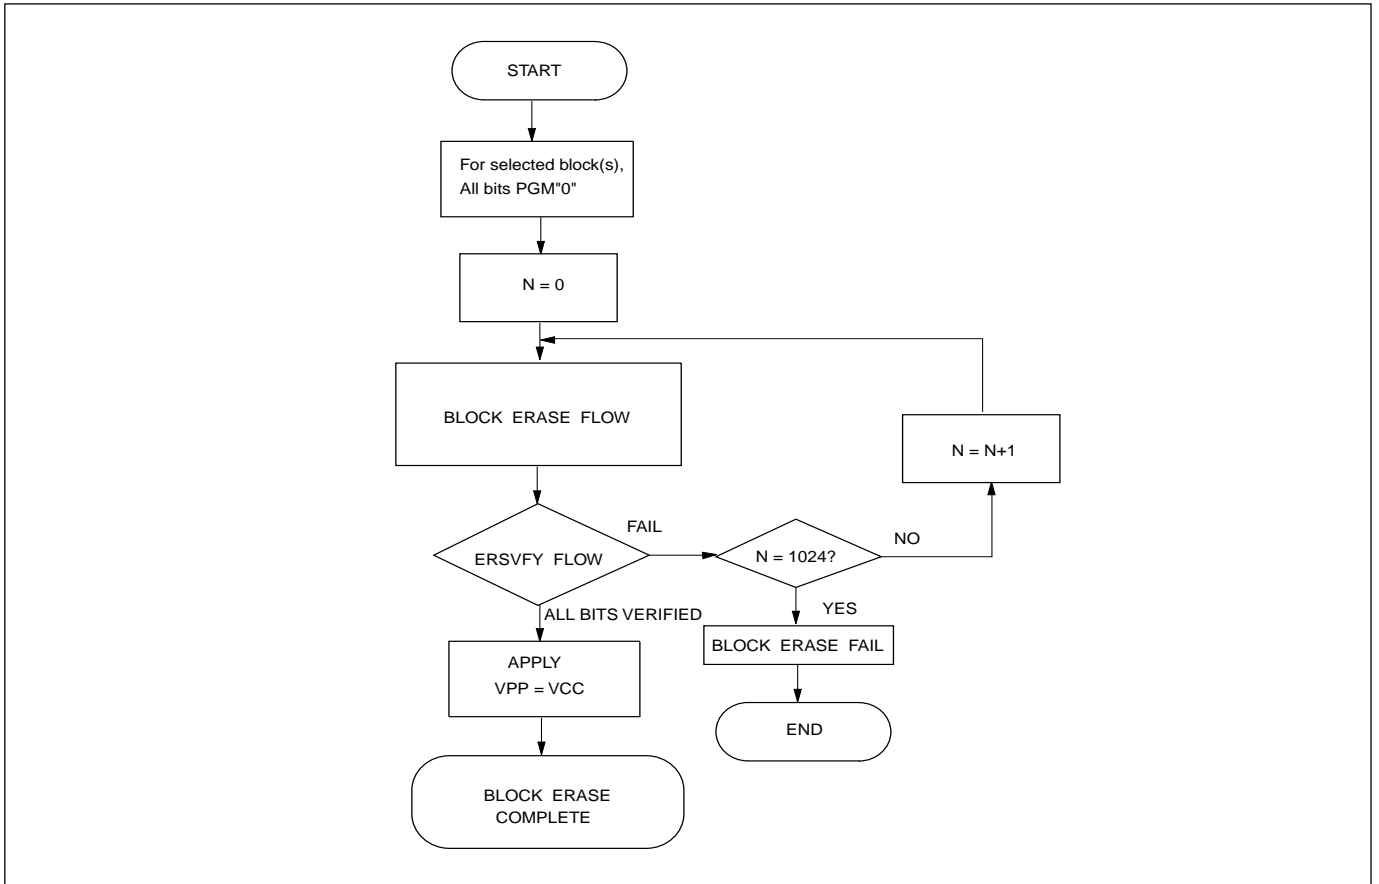 START
For selected block(s),
All bits PGM"0"
N = 0
BLOCK ERASE FLOW
N = N+1
FAIL
ERSVFY FLOW
N = 1024?
NO
ALL BITS VERIFIED
YES
APPLY
VPP = VCC
BLOCK ERASE FAIL
END
BLOCK ERASE
COMPLETE